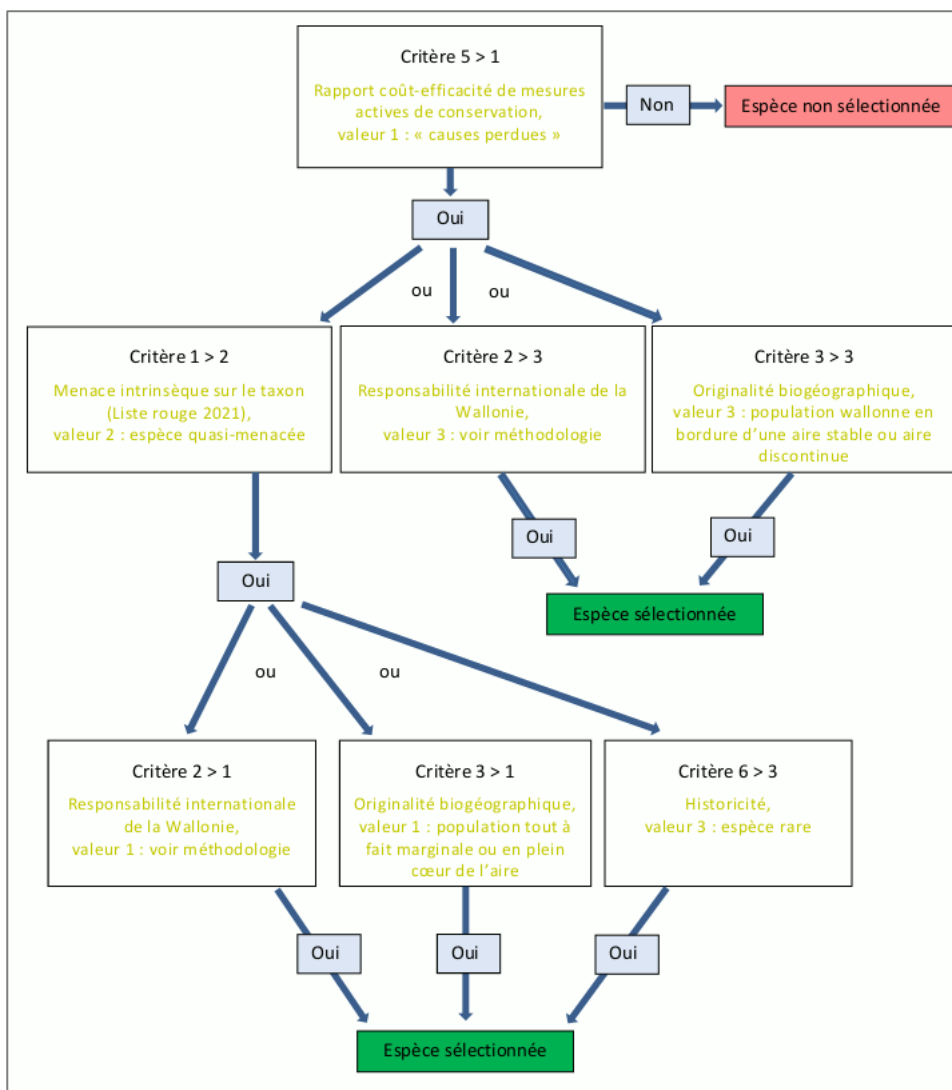 Critère 5 > 1
Rapport coût-efficacité de mesures
actives de conservation,
valeur 1 : « causes perdues »
Non
Espèce non sélectionnée
Oui
ou
ou
Critère 1 > 2
Menace intrinsèque sur le taxon
(Liste rouge 2021),
valeur 2 : espèce quasi-menacée
Critère 2 > 3
Responsabilité internationale de la
Wallonie,
valeur 3 : voir méthodologie
Critère 3 > 3
Originalité biogéographique,
valeur 3 : population wallonne en
bordure d'une aire stable ou aire
discontinue
Oui
Oui
Oui
Espèce sélectionnée
ou
ou
Critère 2 > 1
Responsabilité internationale
de la Wallonie,
valeur 1 : voir méthodologie
Critère 3 > 1
Originalité biogéographique,
valeur 1 : population tout à
fait marginale ou en plein
cœur de l'aire
Critère 6 > 3
Historicité,
valeur 3 : espèce rare
Oui
Oui
Oui
Espèce sélectionnée